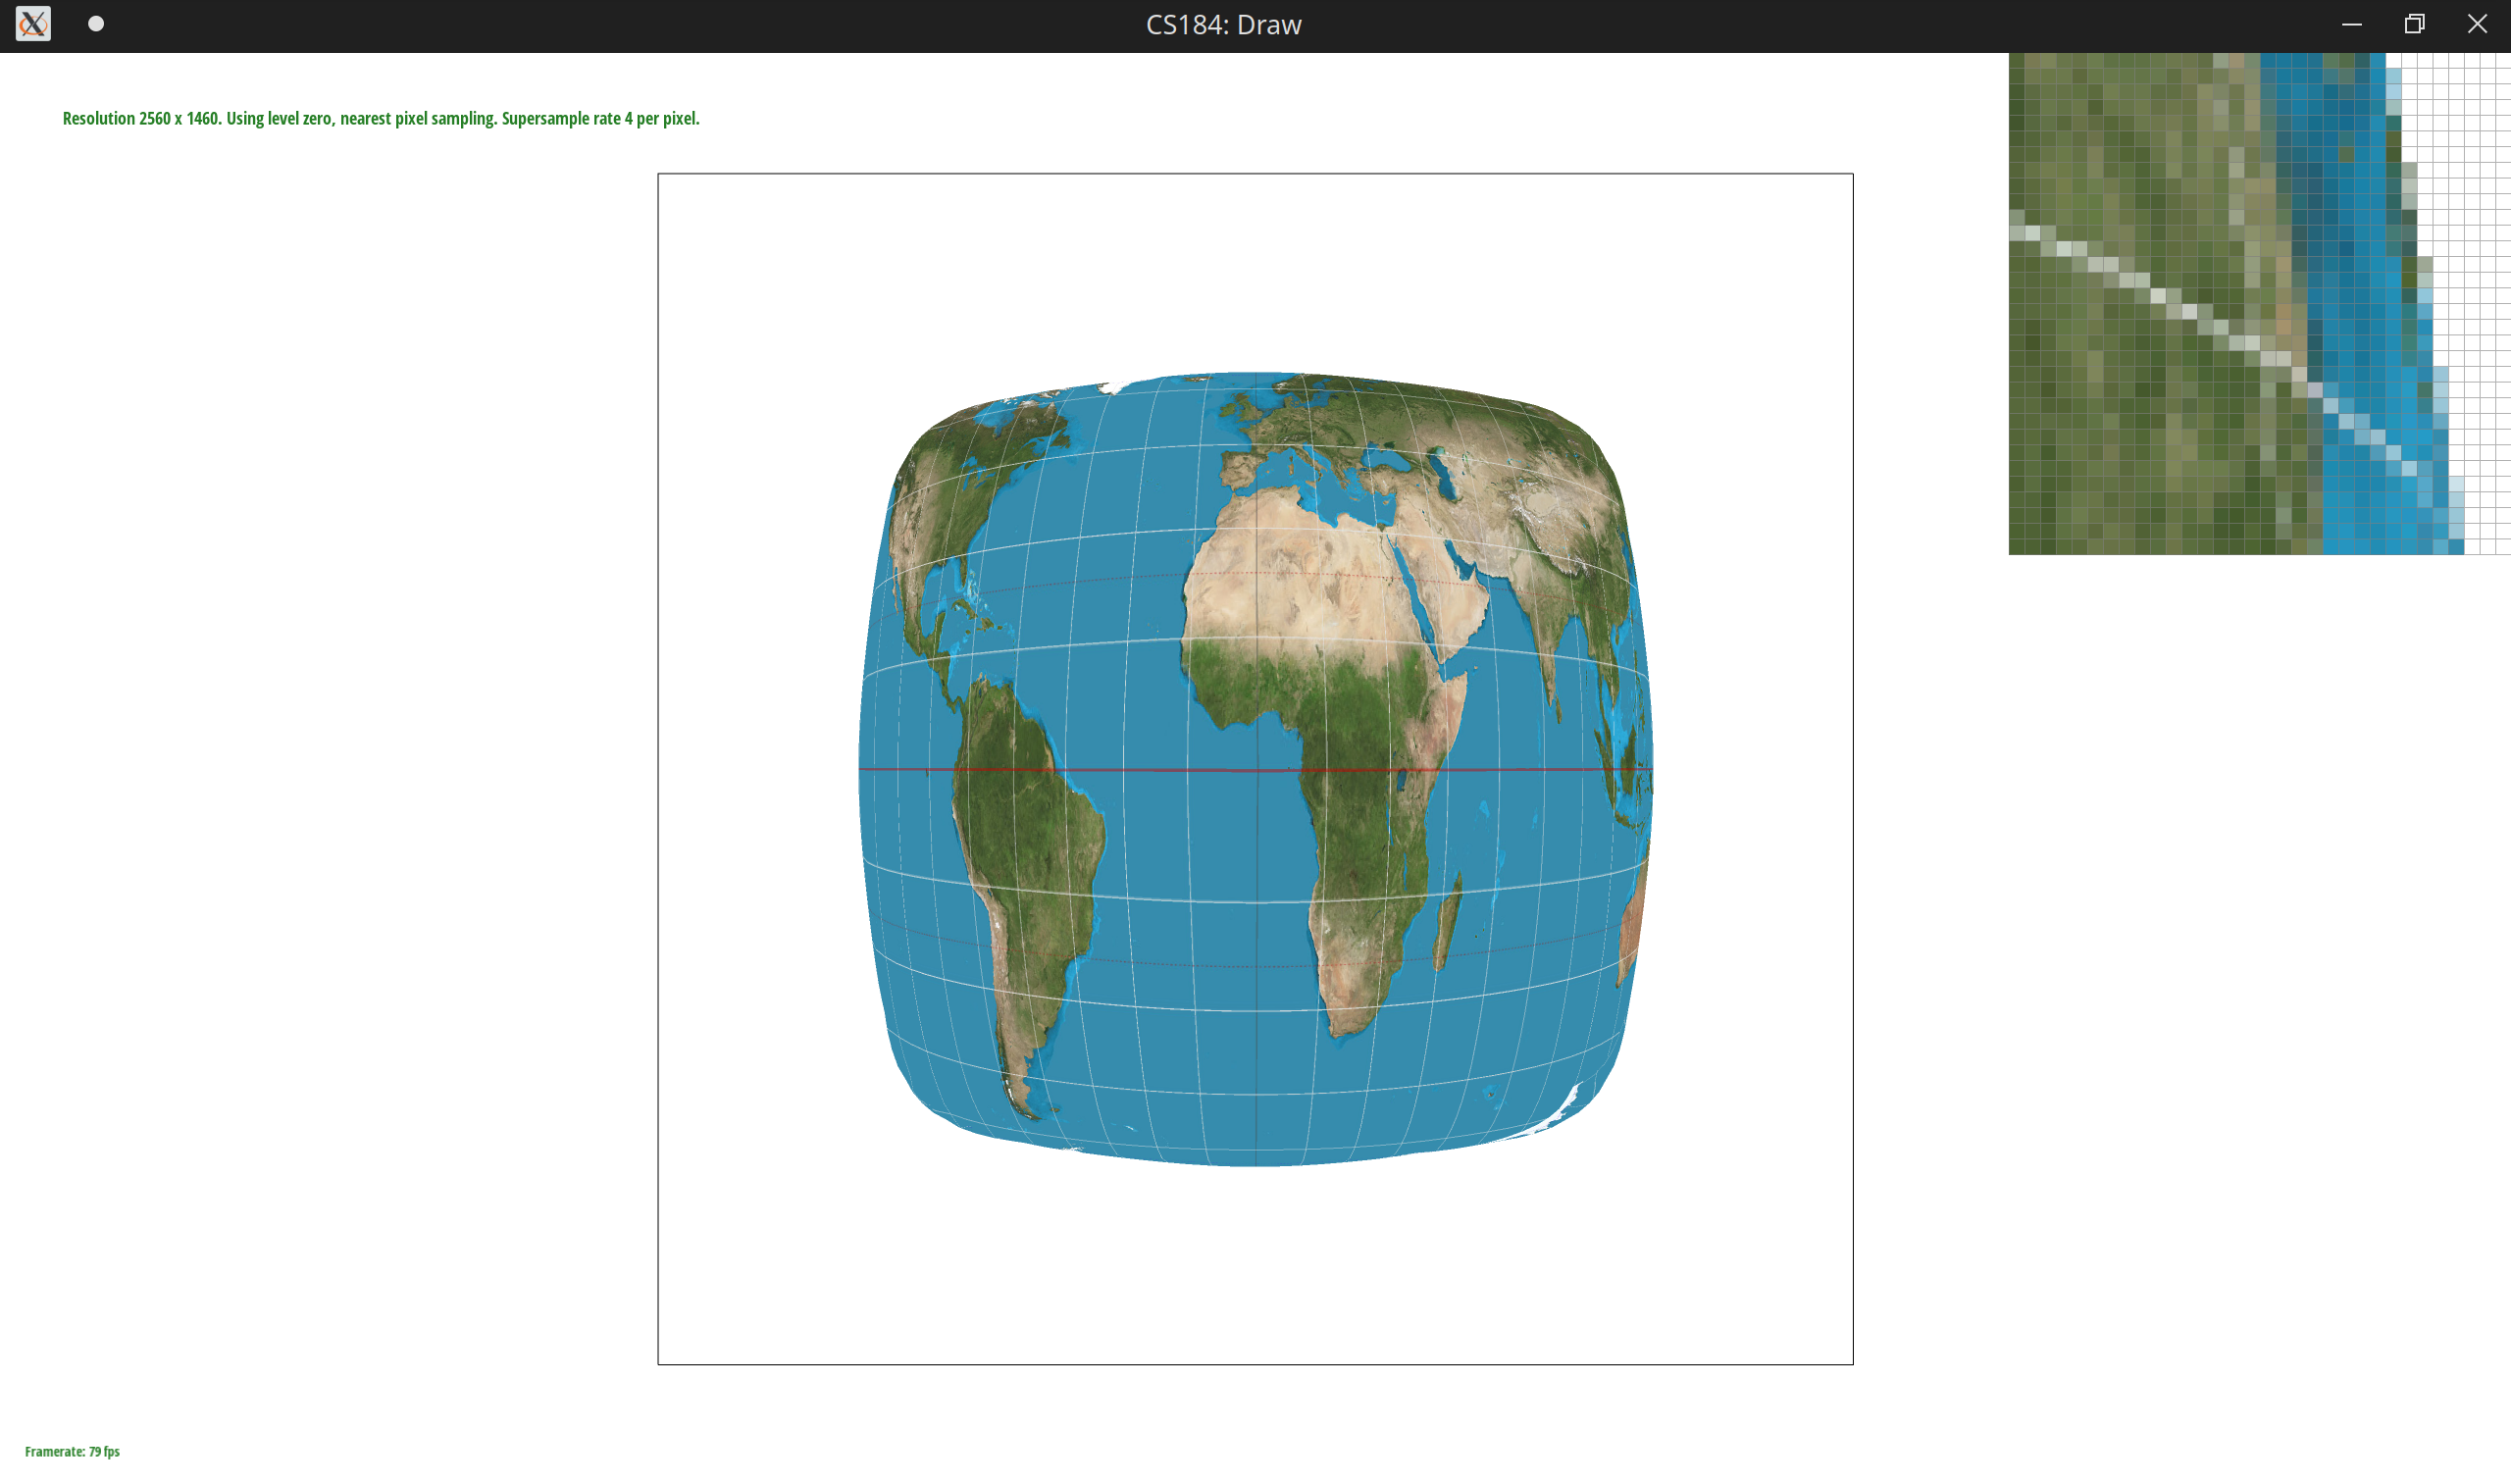 CS184: Draw
Resolution 2560 x 1460. Using level zero, nearest pixel sampling. Supersample rate 4 per pixel.
Framerate: 79 fps